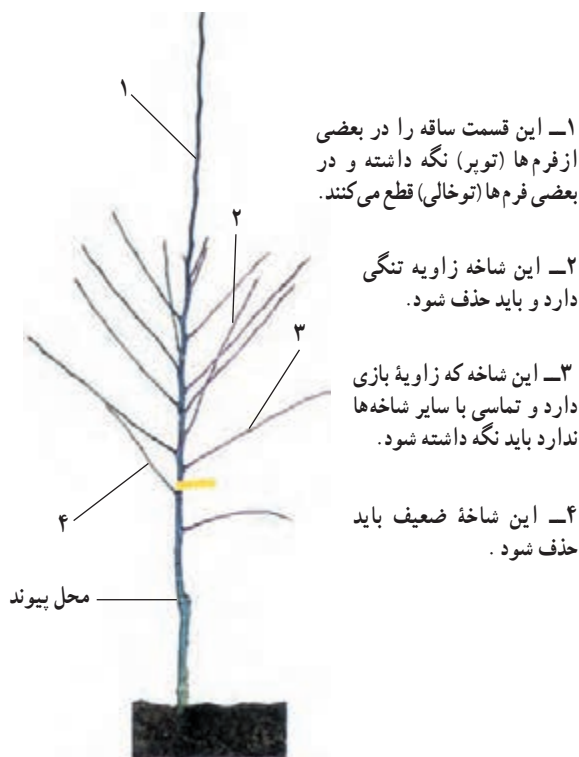 ۱ــ این قسمت ساقه را در بعضی
ازفرم‌ها (توپر) نگه داشته و در
بعضی فرم‌ها(توخالی) قطع می‌کنند.
۲ــ این شاخه زاویه تنگی
دارد و باید حذف شود.
۳ــ این شاخه که زاویهٔ بازی
دارد و تماسی با سایر شاخه‌ها
ندارد باید نگه داشته شود.
۴ــ این شاخهٔ ضعیف باید
حذف شود .
۱
۲
۳
۴
محل پیوند